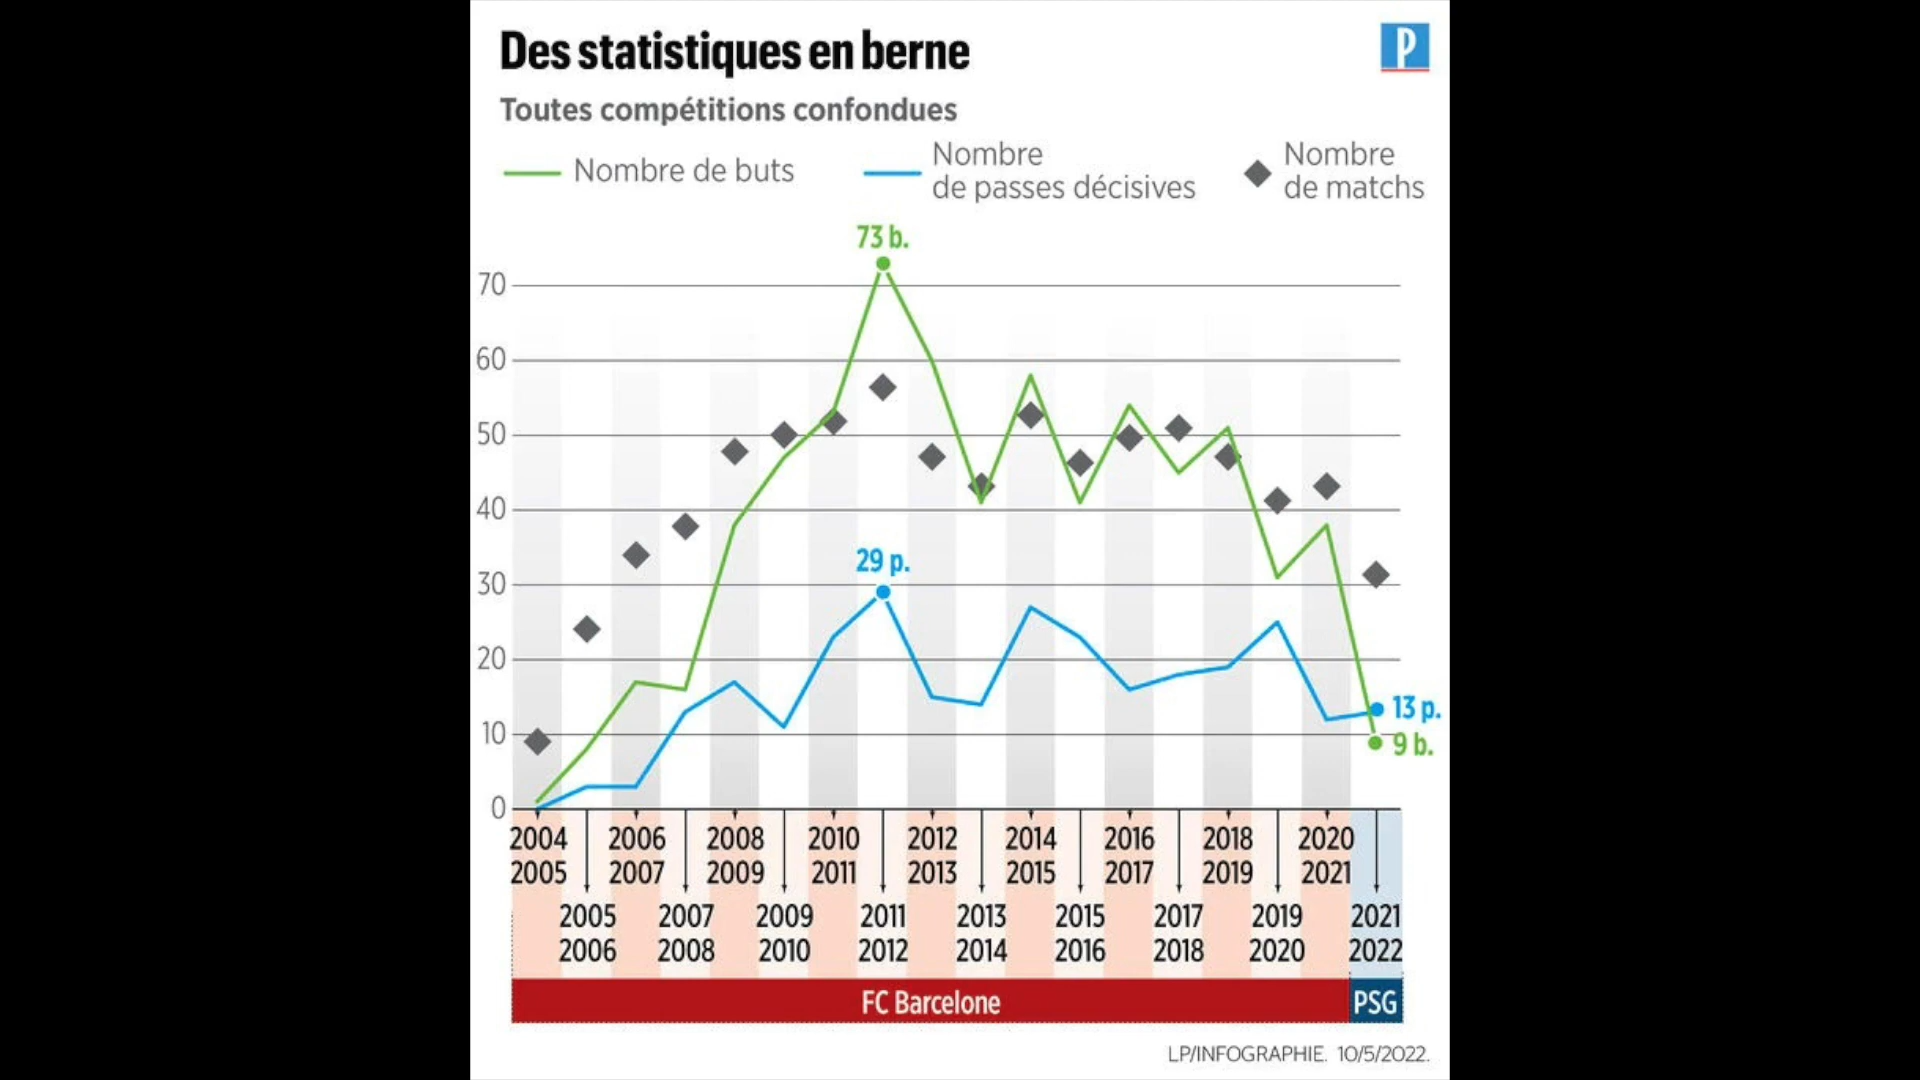 Des statistiques en berne
P
Toutes compétitions confondues
Nombre de buts
Nombre
de passes décisives
Nombre
de matchs
73 b.
70
60
50
40
29 p.
30
20
13 p.
10
9 b.
0
2004 2006 2008 2010 2012 2014 2016 2018 2020
2005 2007 2009 2011 2013 2015 2017 2019 2021
2005 2007 2009 2011 2013 2015 2017 2019 2021
2006 2008 2010 2012 2014 2016 2018 2020 2022
FC Barcelone PSG
LP/INFOGRAPHIE. 10/5/2022.